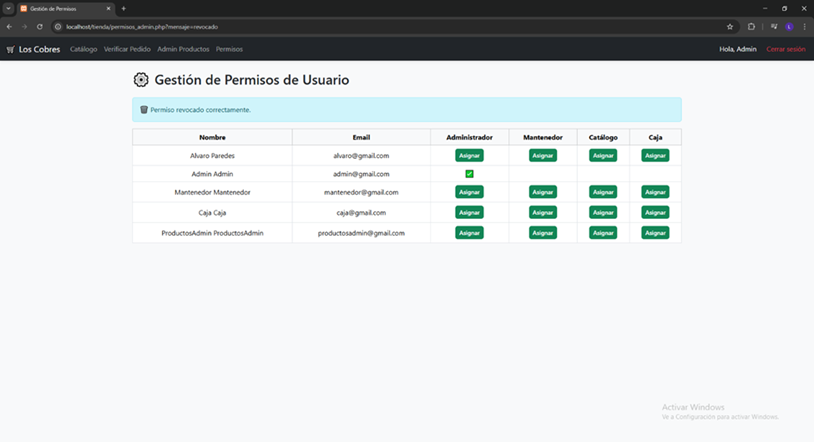 Gestión de Permisos
localhost/tienda/permisos_admin.php?mensaje=revocado
L
Los Cobres Catálogo Verificar Pedido Admin Productos Permisos Hola, Admin Cerrar sesión
Gestión de Permisos de Usuario
Permiso revocado correctamente.
Nombre Email Administrador Mantenedor Catálogo Caja
Alvaro Paredes alvaro@gmail.com Asignar Asignar Asignar Asignar
Admin Admin admin@gmail.com
Mantenedor Mantenedor mantenedor@gmail.com Asignar Asignar Asignar Asignar
Caja Caja caja@gmail.com Asignar Asignar Asignar Asignar
ProductosAdmin ProductosAdmin productosadmin@gmail.com Asignar Asignar Asignar Asignar
Activar Windows
Ve a Configuración para activar Windows.